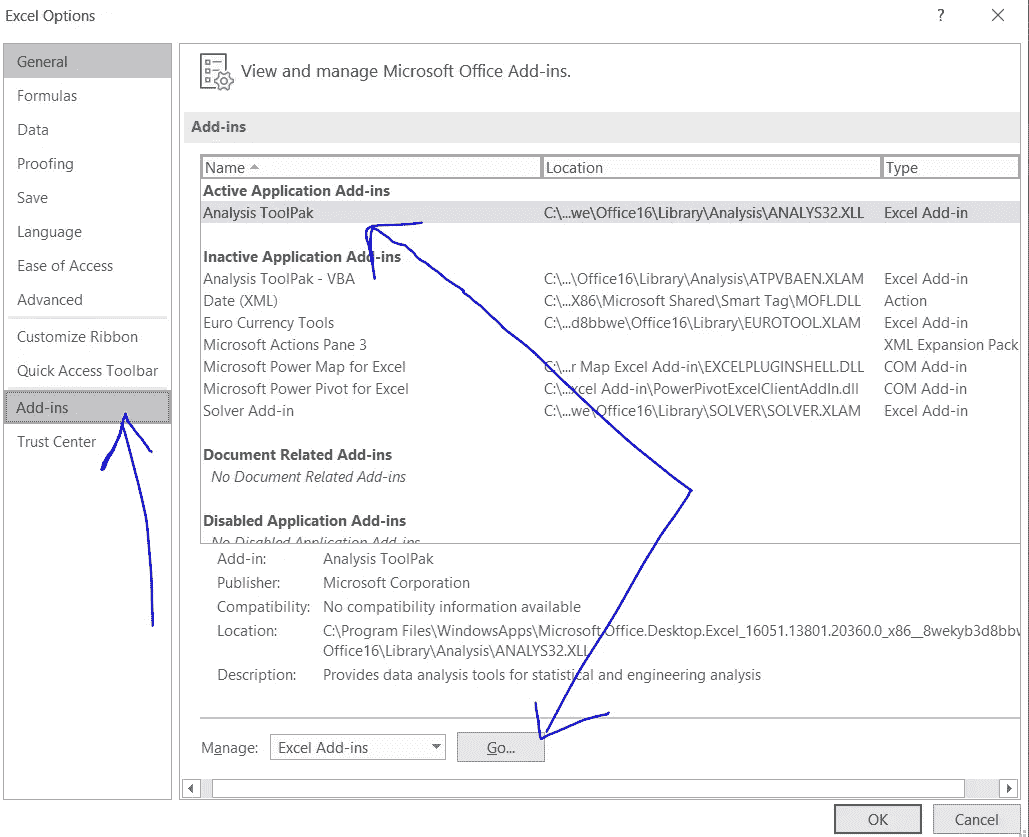 Excel Options
?
General
Formulas
Data
Proofing
Save
Language
Ease of Access
Advanced
Customize Ribbon
Quick Access Toolbar
Add-ins
Trust Center
View and manage Microsoft Office Add-ins.
Add-ins
Name Location Type
Active Application Add-ins
Analysis ToolPak C:\...we\Office16\Library\Analysis\ANALYS32.XLL Excel Add-in
Inactive Application Add-ins
Analysis ToolPak - VBA C:\...\Office16\Library\Analysis\ATPVBAEN.XLAM Excel Add-in
Date (XML) C:\...X86\Microsoft Shared\Smart Tag\MOFL.DLL Action
Euro Currency Tools C:\...d8bbwe\Office16\Library\EUROTOOL.XLAM Excel Add-in
Microsoft Actions Pane 3 XML Expansion Pack
Microsoft Power Map for Excel C:\...r Map Excel Add-in\EXCELPLUGINSHELL.DLL COM Add-in
Microsoft Power Pivot for Excel C:\...xcel Add-in\PowerPivotExcelClientAddIn.dll COM Add-in
Solver Add-in C:\...we\Office16\Library\SOLVER\SOLVER.XLAM Excel Add-in
Document Related Add-ins
No Document Related Add-ins
Disabled Application Add-ins
No Disabled Application Add-ins
Add-in: Analysis ToolPak
Publisher: Microsoft Corporation
Compatibility: No compatibility information available
Location: C:\Program Files\WindowsApps\Microsoft.Office.Desktop.Excel_16051.13801.20360.0_x86__8wekyb3d8bbw
Office16\Library\Analysis\ANALYS32.XLL
Description: Provides data analysis tools for statistical and engineering analysis
Manage: Excel Add-ins Go...
OK Cancel